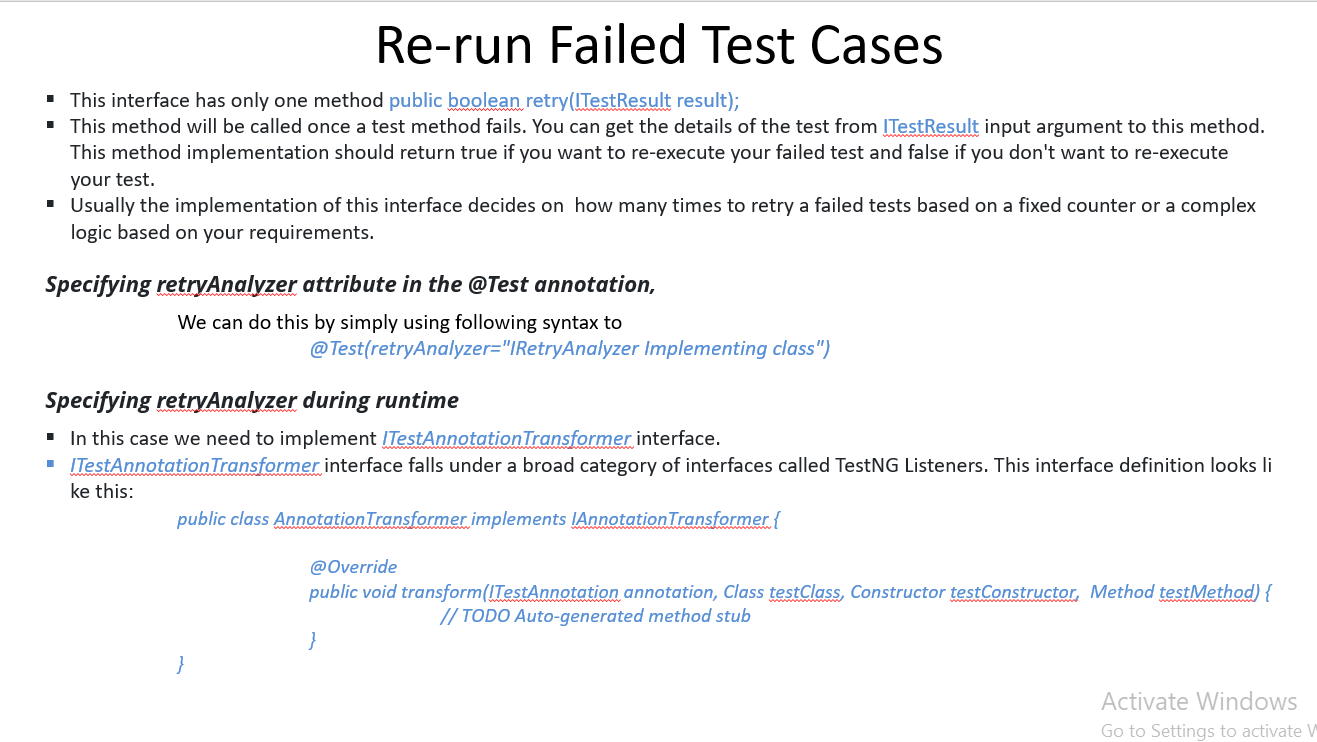 Re-run Failed Test Cases
▪ This interface has only one method public boolean retry(ITestResult result);
▪ This method will be called once a test method fails. You can get the details of the test from ITestResult input argument to this method.
This method implementation should return true if you want to re-execute your failed test and false if you don't want to re-execute
your test.
▪ Usually the implementation of this interface decides on  how many times to retry a failed tests based on a fixed counter or a complex
logic based on your requirements.
Specifying retryAnalyzer attribute in the @Test annotation,
We can do this by simply using following syntax to
@Test(retryAnalyzer="IRetryAnalyzer Implementing class")
Specifying retryAnalyzer during runtime
▪ In this case we need to implement ITestAnnotationTransformer interface.
▪ ITestAnnotationTransformer interface falls under a broad category of interfaces called TestNG Listeners. This interface definition looks li
ke this:
public class AnnotationTransformer implements IAnnotationTransformer {
@Override
public void transform(ITestAnnotation annotation, Class testClass, Constructor testConstructor,  Method testMethod) {
// TODO Auto-generated method stub
}
}
Activate Windows
Go to Settings to activate W